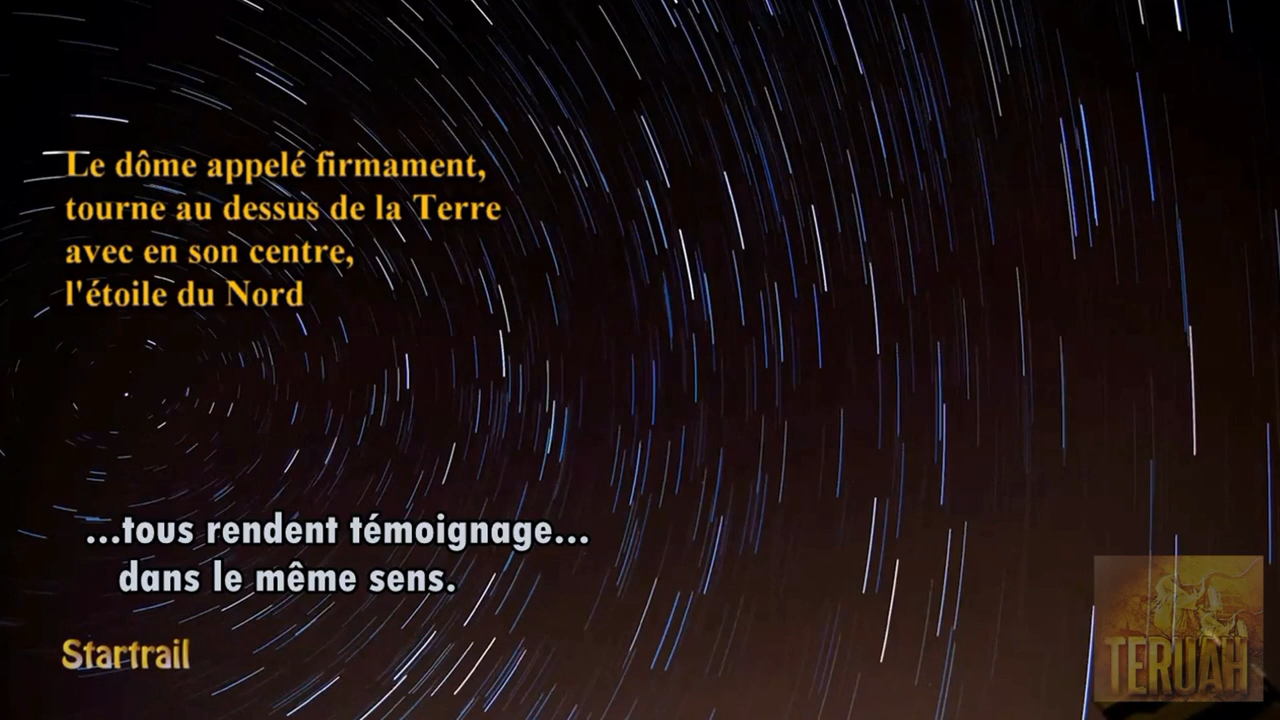 Le dôme appelé firmament,
tourne au dessus de la Terre
avec en son centre,
l'étoile du Nord
...tous rendent témoignage...
dans le même sens.
Startrail
TERUAH